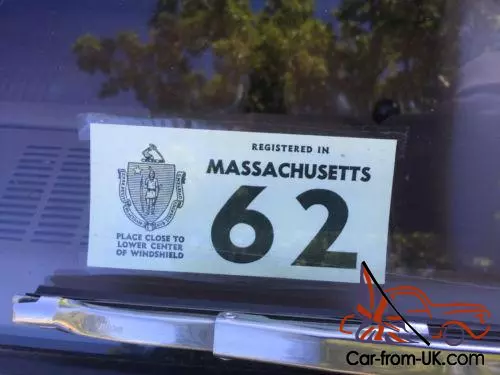 REGISTERED IN
MASSACHUSETTS
62
PLACE CLOSE TO
LOWER CENTER
OF WINDSHIELD
Car-from-UK.com